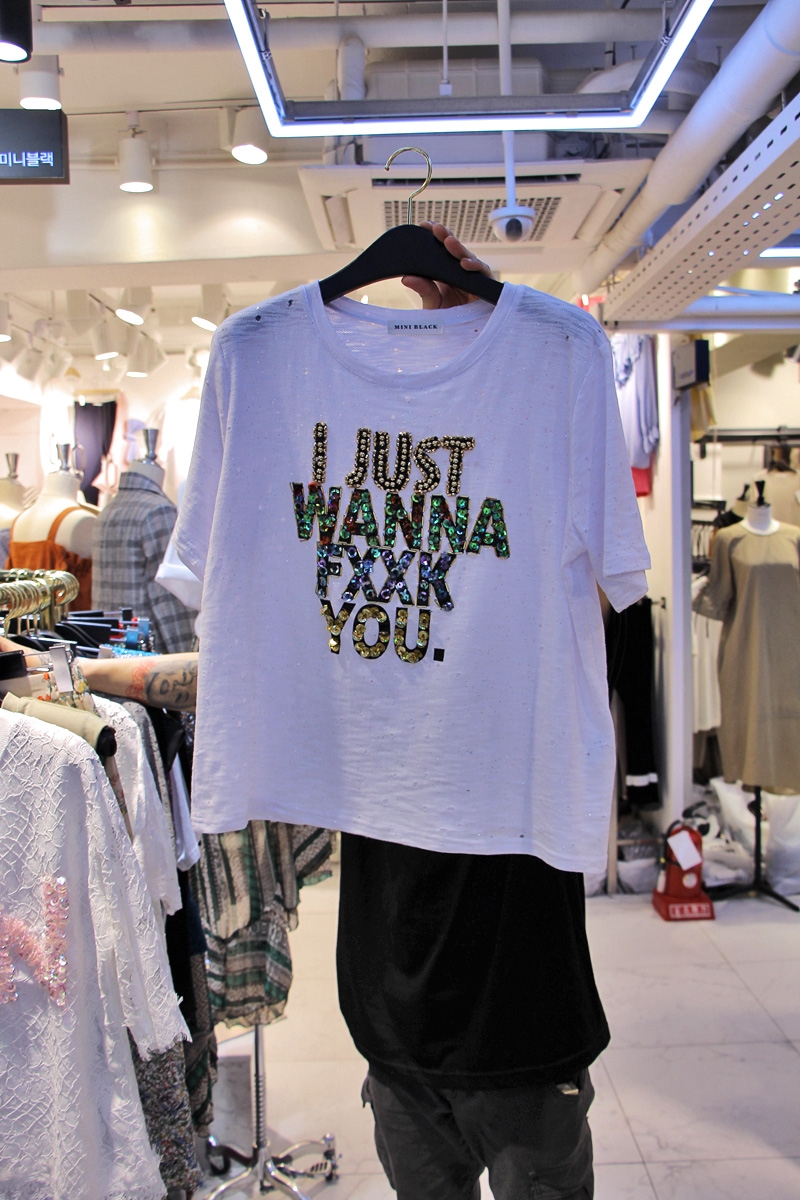 미니블랙
MINI BLACK
I JUST
WANNA
FXXK
YOU.